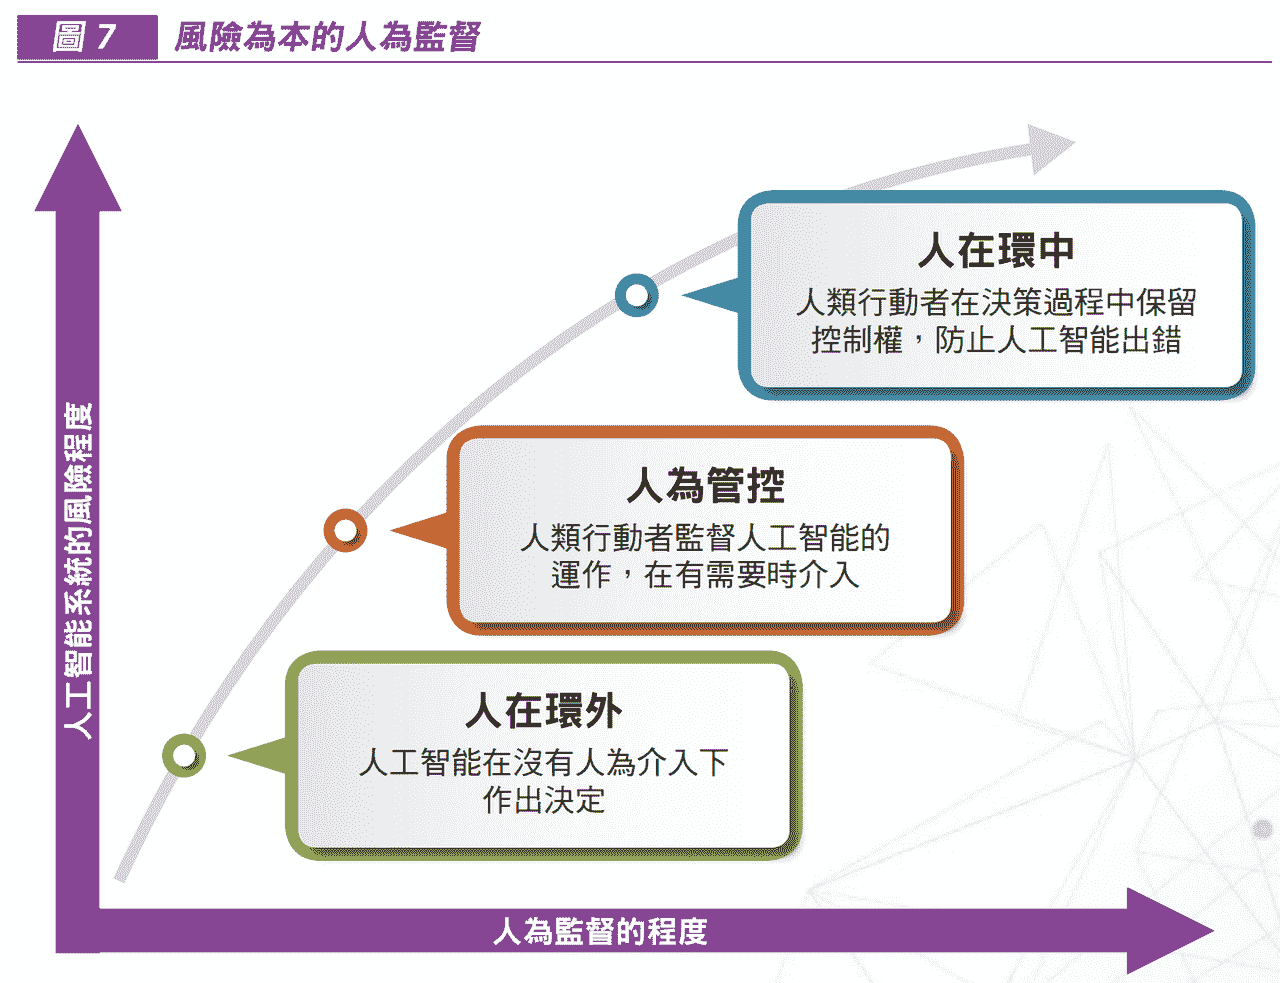 圖 7 風險為本的人為監督
人在環中
人類行動者在決策過程中保留
控制權，防止人工智能出錯
人為管控
人類行動者監督人工智能的
運作，在有需要時介入
人在環外
人工智能在沒有人為介入下
作出決定
人工智能系統的風險程度
人為監督的程度